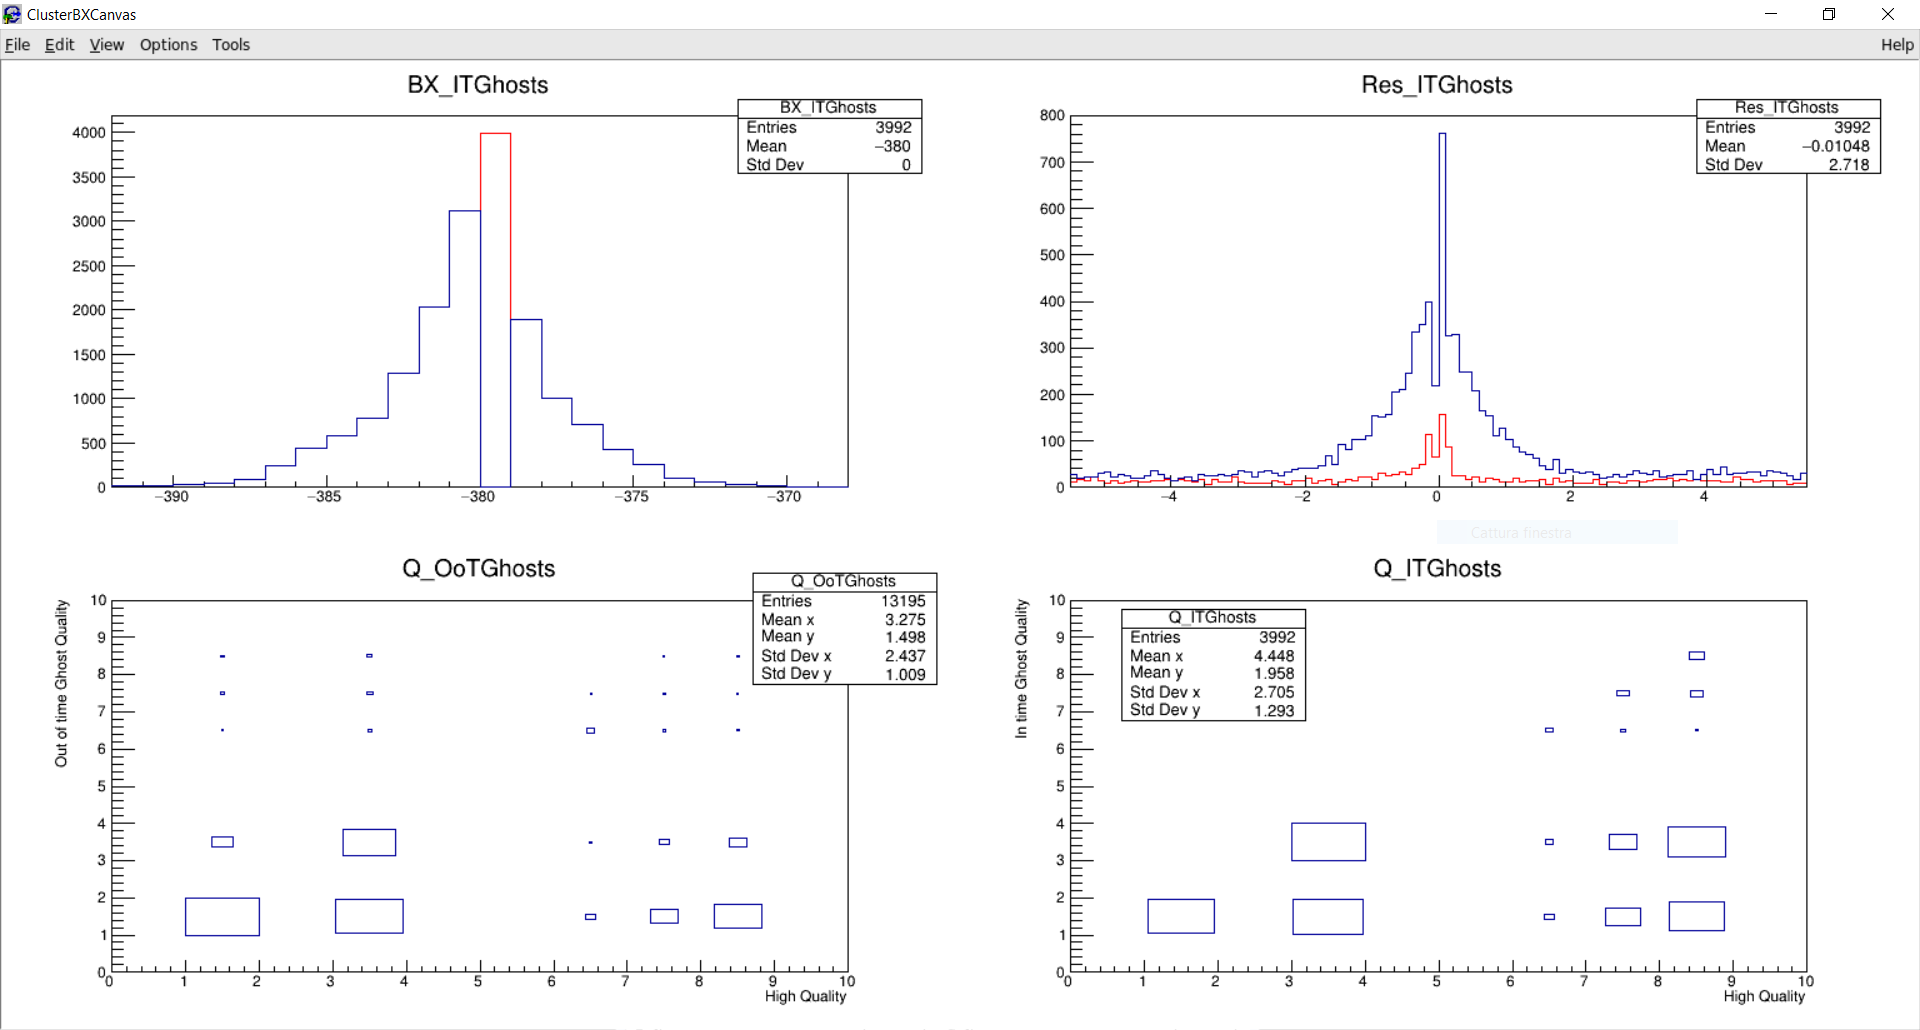 ClusterBXCanvas
File Edit View Options Tools Help
BX_ITGhosts
BX_ITGhosts
Entries 3992
Mean −380
Std Dev 0
4000
3500
3000
2500
2000
1500
1000
500
0
−390 −385 −380 −375 −370
Res_ITGhosts
Res_ITGhosts
Entries 3992
Mean −0.01048
Std Dev 2.718
800
700
600
500
400
300
200
100
0
−4 −2 0 2 4
Cattura finestra
Q_OoTGhosts
Q_OoTGhosts
Entries 13195
Mean x 3.275
Mean y 1.498
Std Dev x 2.437
Std Dev y 1.009
Out of time Ghost Quality
10
9
8
7
6
5
4
3
2
1
0
0 1 2 3 4 5 6 7 8 9 10
High Quality
Q_ITGhosts
Q_ITGhosts
Entries 3992
Mean x 4.448
Mean y 1.958
Std Dev x 2.705
Std Dev y 1.293
In time Ghost Quality
10
9
8
7
6
5
4
3
2
1
0
0 1 2 3 4 5 6 7 8 9 10
High Quality